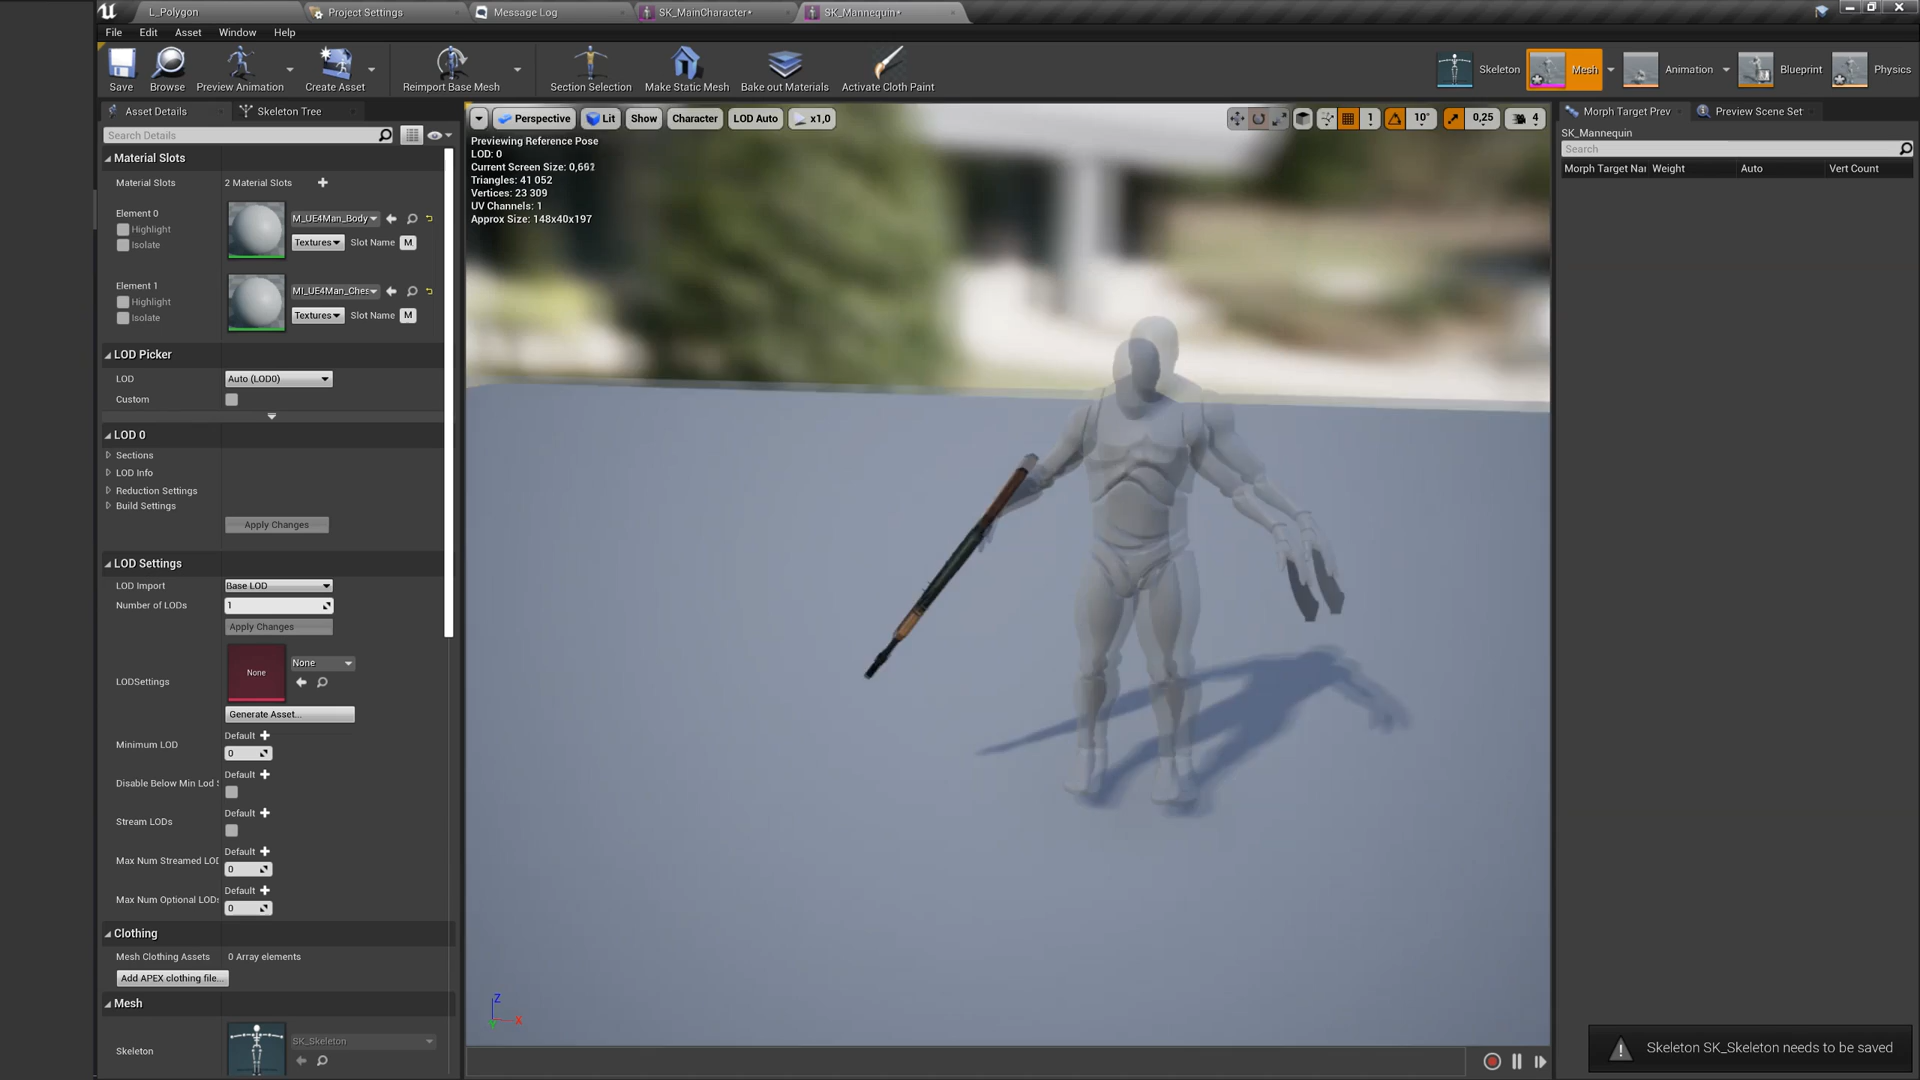 L_Polygon
Project Settings
Message Log
SK_MainCharacter•
SK_Mannequin•
File Edit Asset Window Help
Save
Browse
Preview Animation
Create Asset
Reimport Base Mesh
Section Selection
Make Static Mesh
Bake out Materials
Activate Cloth Paint
Skeleton
Mesh
Animation
Blueprint
Physics
Asset Details
Skeleton Tree
Search Details
Material Slots
Material Slots 2 Material Slots
Element 0
Highlight
Isolate
M_UE4Man_Body
Textures Slot Name M
Element 1
Highlight
Isolate
MI_UE4Man_Ches
Textures Slot Name M
LOD Picker
LOD Auto (LOD0)
Custom
LOD 0
Sections
LOD Info
Reduction Settings
Build Settings
Apply Changes
LOD Settings
LOD Import Base LOD
Number of LODs 1
Apply Changes
LODSettings None None
Generate Asset...
Minimum LOD Default 0
Disable Below Min Lod Default
Stream LODs Default
Max Num Streamed LOD Default 0
Max Num Optional LODs Default 0
Clothing
Mesh Clothing Assets 0 Array elements
Add APEX clothing file...
Mesh
Skeleton SK_Skeleton
Perspective Lit Show Character LOD Auto x1,0
1 10° 0,25 4
Previewing Reference Pose
LOD: 0
Current Screen Size: 0,661
Triangles: 41 052
Vertices: 23 309
UV Channels: 1
Approx Size: 148x40x197
Z
Y X
Morph Target Prev
Preview Scene Set
SK_Mannequin
Search
Morph Target Nai Weight Auto Vert Count
Skeleton SK_Skeleton needs to be saved